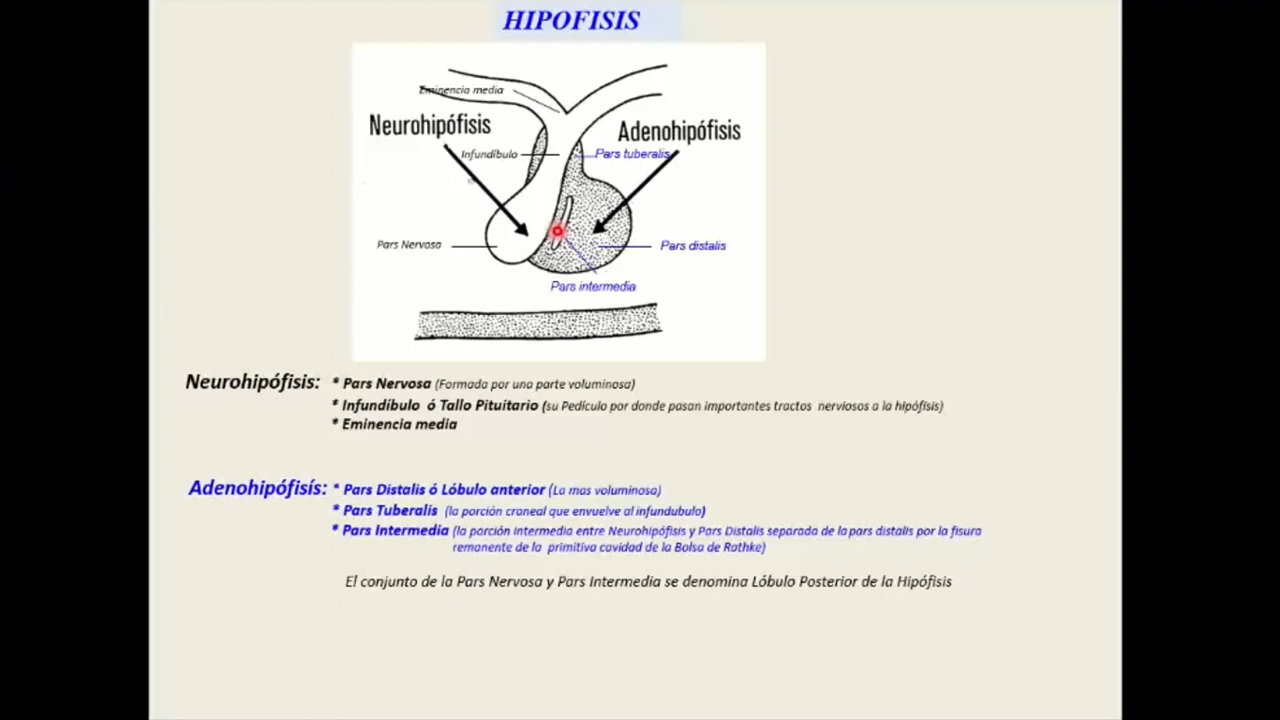 HIPOFISIS
Eminencia media
Neurohipófisis
Adenohipófisis
Infundíbulo
Pars tuberalis
Pars Nervosa
Pars distalis
Pars intermedia
Neurohipófisis: * Pars Nervosa (Formada por una parte voluminosa)
* Infundíbulo ó Tallo Pituitario (su Pedículo por donde pasan importantes tractos nerviosos a la hipófisis)
* Eminencia media
Adenohipófisís: * Pars Distalis ó Lóbulo anterior (La mas voluminosa)
* Pars Tuberalis (la porción craneal que envuelve al infundubulo)
* Pars Intermedia (la porción intermedia entre Neurohipófisis y Pars Distalis separada de la pars distalis por la fisura
remanente de la primitiva cavidad de la Bolsa de Rathke)
El conjunto de la Pars Nervosa y Pars Intermedia se denomina Lóbulo Posterior de la Hipófisis